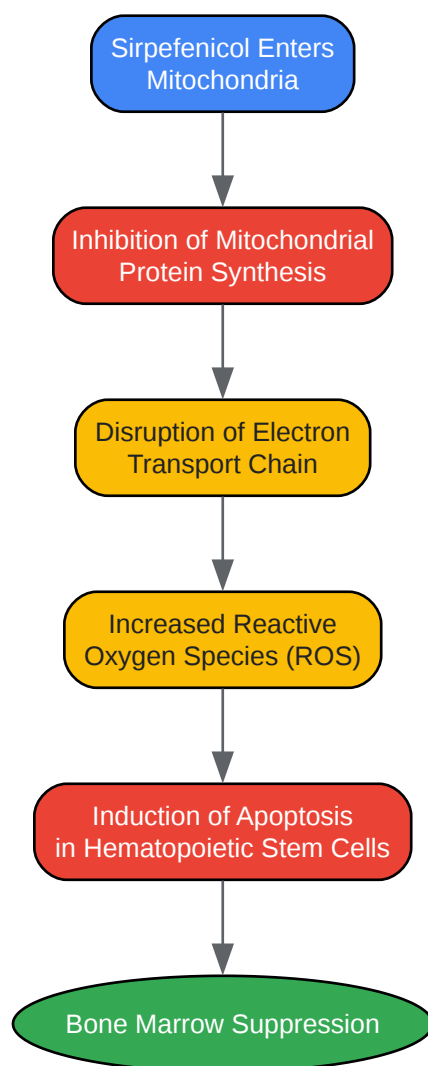 Sirpefenicol Enters
Mitochondria
Inhibition of Mitochondrial
Protein Synthesis
Disruption of Electron
Transport Chain
Increased Reactive
Oxygen Species (ROS)
Induction of Apoptosis
in Hematopoietic Stem Cells
Bone Marrow Suppression